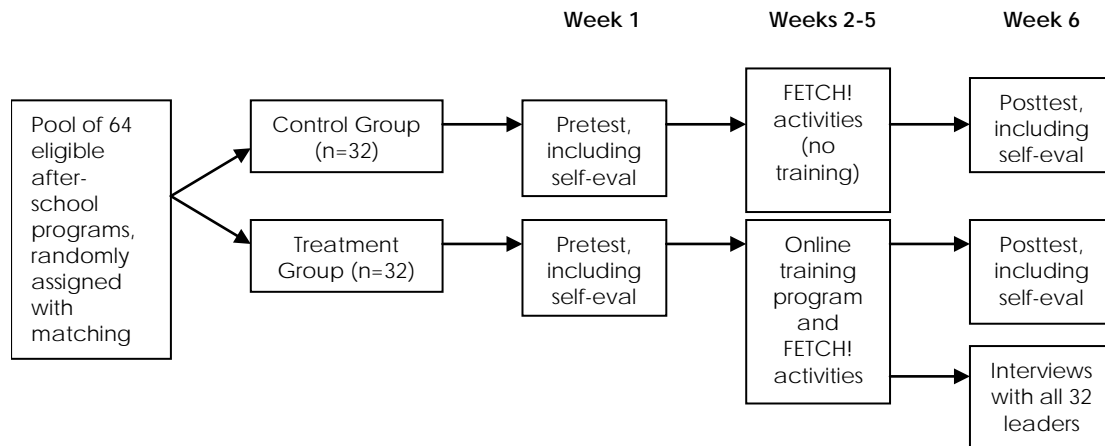 Week 1
Weeks 2-5
Week 6
Pool of 64
eligible
after-
school
programs,
randomly
assigned
with
matching
Control Group
(n=32)
Pretest,
including
self-eval
FETCH!
activities
(no
training)
Posttest,
including
self-eval
Treatment
Group (n=32)
Pretest,
including
self-eval
Online
training
program
and
FETCH!
activities
Posttest,
including
self-eval
Interviews
with all 32
leaders